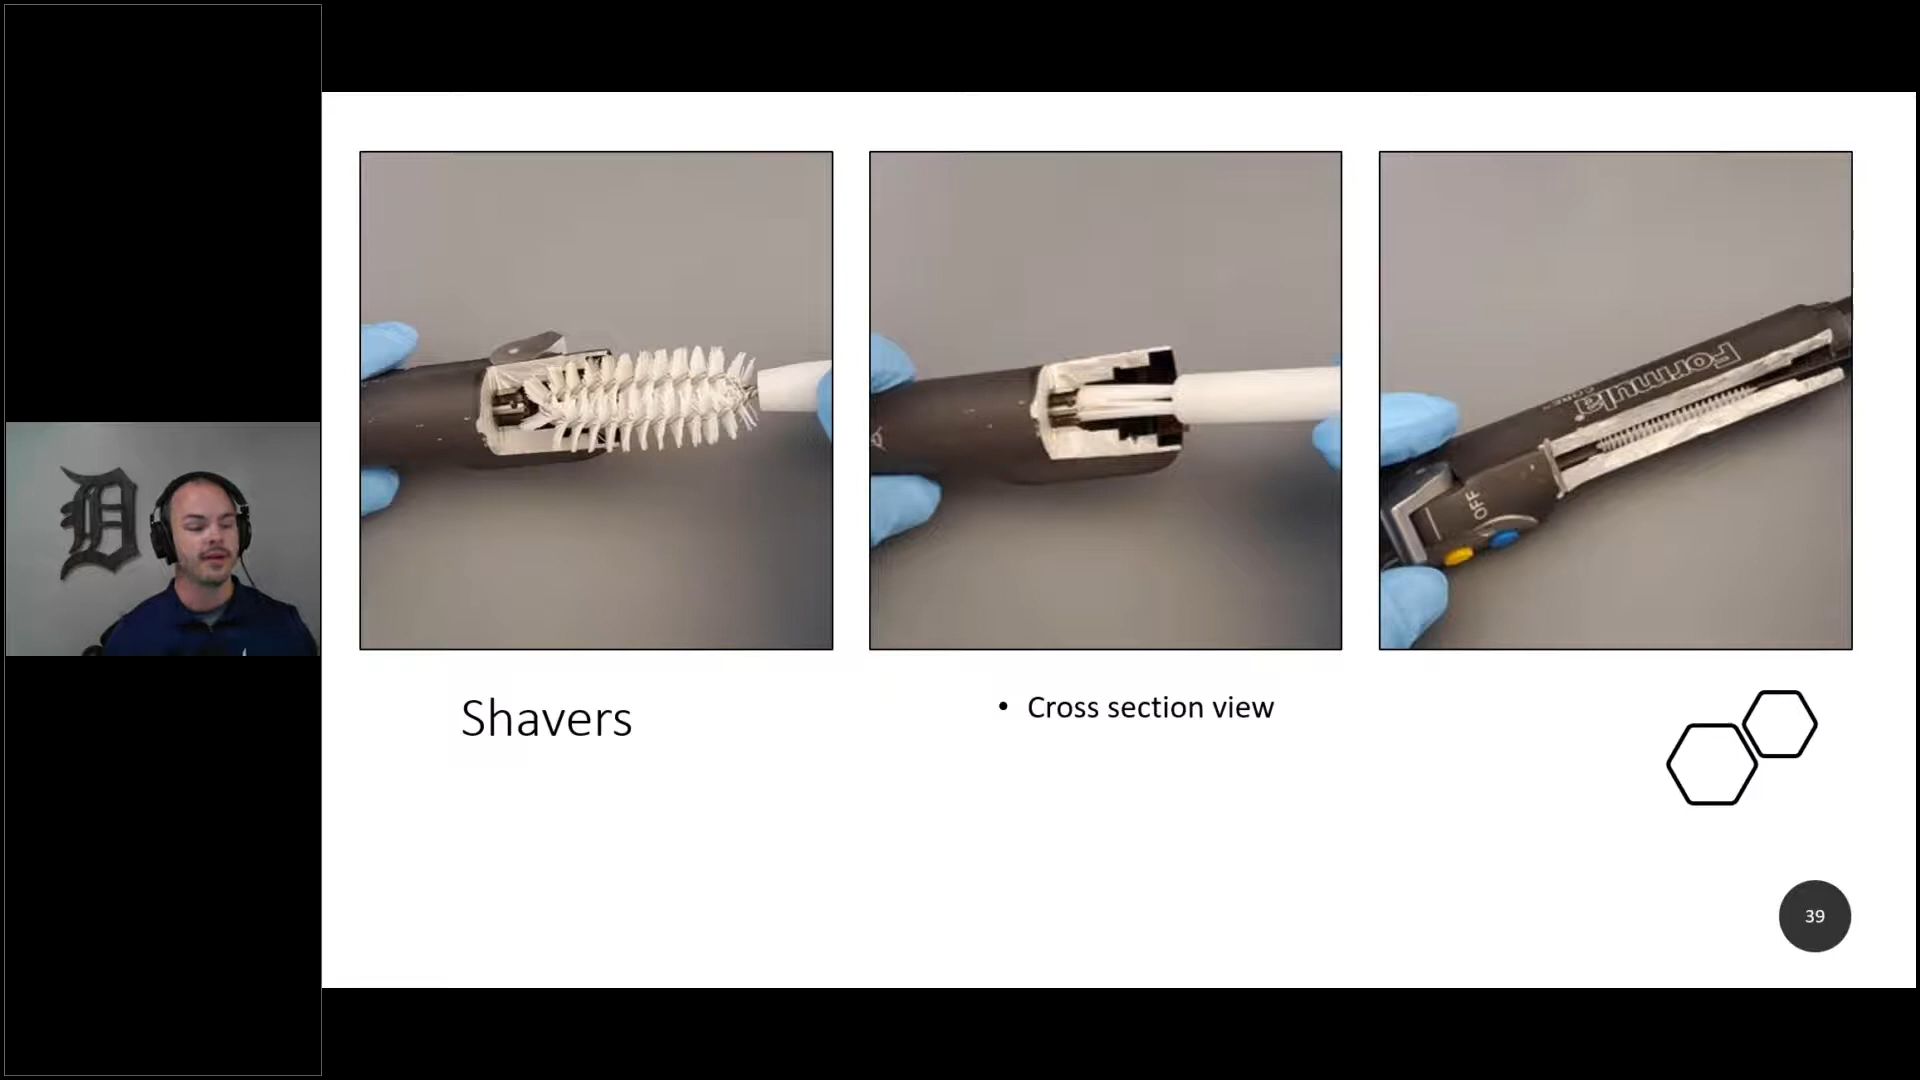 D
Formula
OFF
Shavers
• Cross section view
39